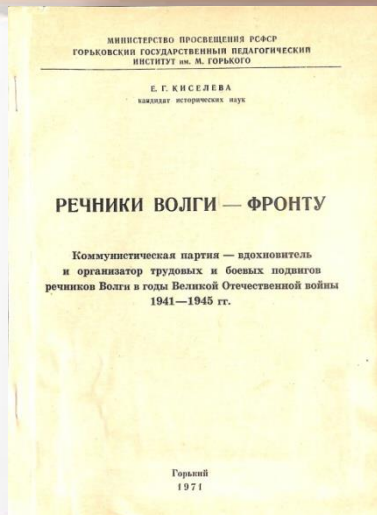 МИНИСТЕРСТВО ПРОСВЕЩЕНИЯ РСФСР
ГОРЬКОВСКИЙ ГОСУДАРСТВЕННЫЙ ПЕДАГОГИЧЕСКИЙ
ИНСТИТУТ им. М. ГОРЬКОГО
Е. Г. КИСЕЛЕВА
кандидат исторических наук
РЕЧНИКИ ВОЛГИ — ФРОНТУ
Коммунистическая партия — вдохновитель
и организатор трудовых и боевых подвигов
речников Волги в годы Великой Отечественной войны
1941—1945 гг.
Горький
1971